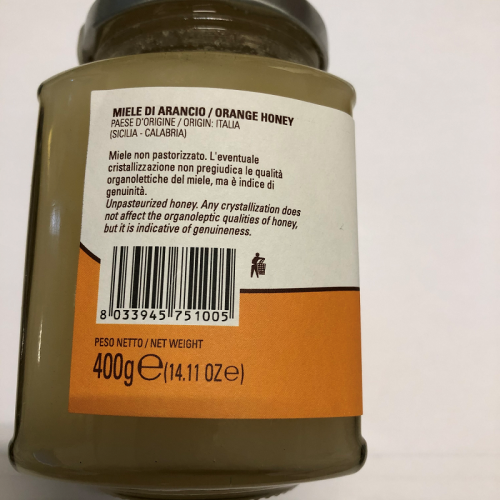 MIELE DI ARANCIO / ORANGE HONEY
PAESE D'ORIGINE / ORIGIN: ITALIA
(SICILIA - CALABRIA)
Miele non pastorizzato. L'eventuale
cristallizzazione non pregiudica le qualità
organolettiche del miele, ma è indice di
genuinità.
Unpasteurized honey. Any crystallization does
not affect the organoleptic qualities of honey,
but it is indicative of genuineness.
8 033945 751005
PESO NETTO / NET WEIGHT
400g e (14.11 OZ e)